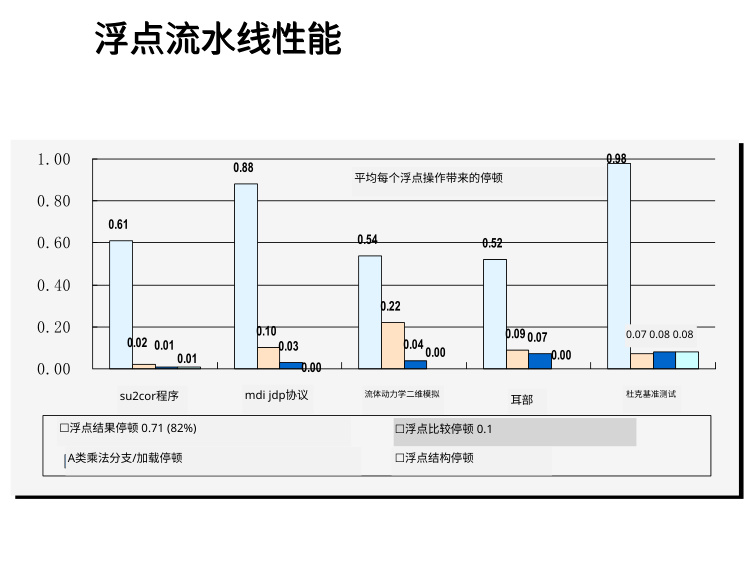 浮点流水线性能
平均每个浮点操作带来的停顿
1.00
0.80
0.60
0.40
0.20
0.00
0.61
0.02
0.01
0.01
0.88
0.10
0.03
0.00
0.54
0.22
0.04
0.00
0.52
0.09
0.07
0.00
0.98
0.07 0.08 0.08
su2cor程序
mdi jdp协议
流体动力学二维模拟
耳部
杜克基准测试
□浮点结果停顿 0.71 (82%)
□浮点比较停顿 0.1
A类乘法分支/加载停顿
□浮点结构停顿